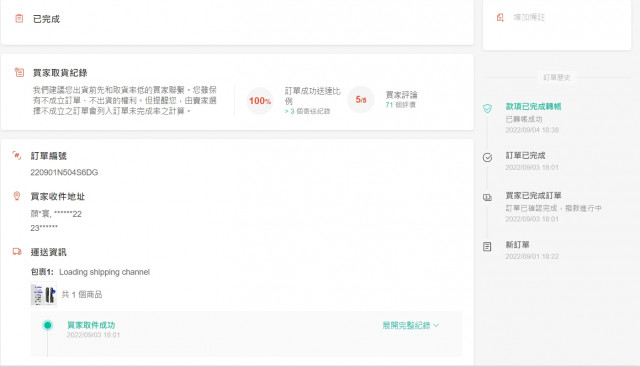 已完成
買家取貨紀錄
我們建議您出貨前先和取貨率低的買家聯繫。您雖保
有不成立訂單、不出貨的權利。但提醒您，由賣家選
擇不成立之訂單會列入訂單未完成率之計算。
100%
訂單成功送達比
例
> 3 個寄送紀錄
5/5
買家評論
71 個評價
訂單編號
220901N504S6DG
買家收件地址
顏*寰, ******22
23******
運送資訊
包裹1: Loading shipping channel
共 1 個商品
買家取件成功
2022/09/03 18:01
展開完整紀錄
增加備註
訂單歷史
款項已完成轉帳
已轉帳成功
2022/09/04 18:38
訂單已完成
2022/09/03 18:01
買家已完成訂單
訂單已確認完成，撥款進行中
2022/09/03 18:01
新訂單
2022/09/01 18:22